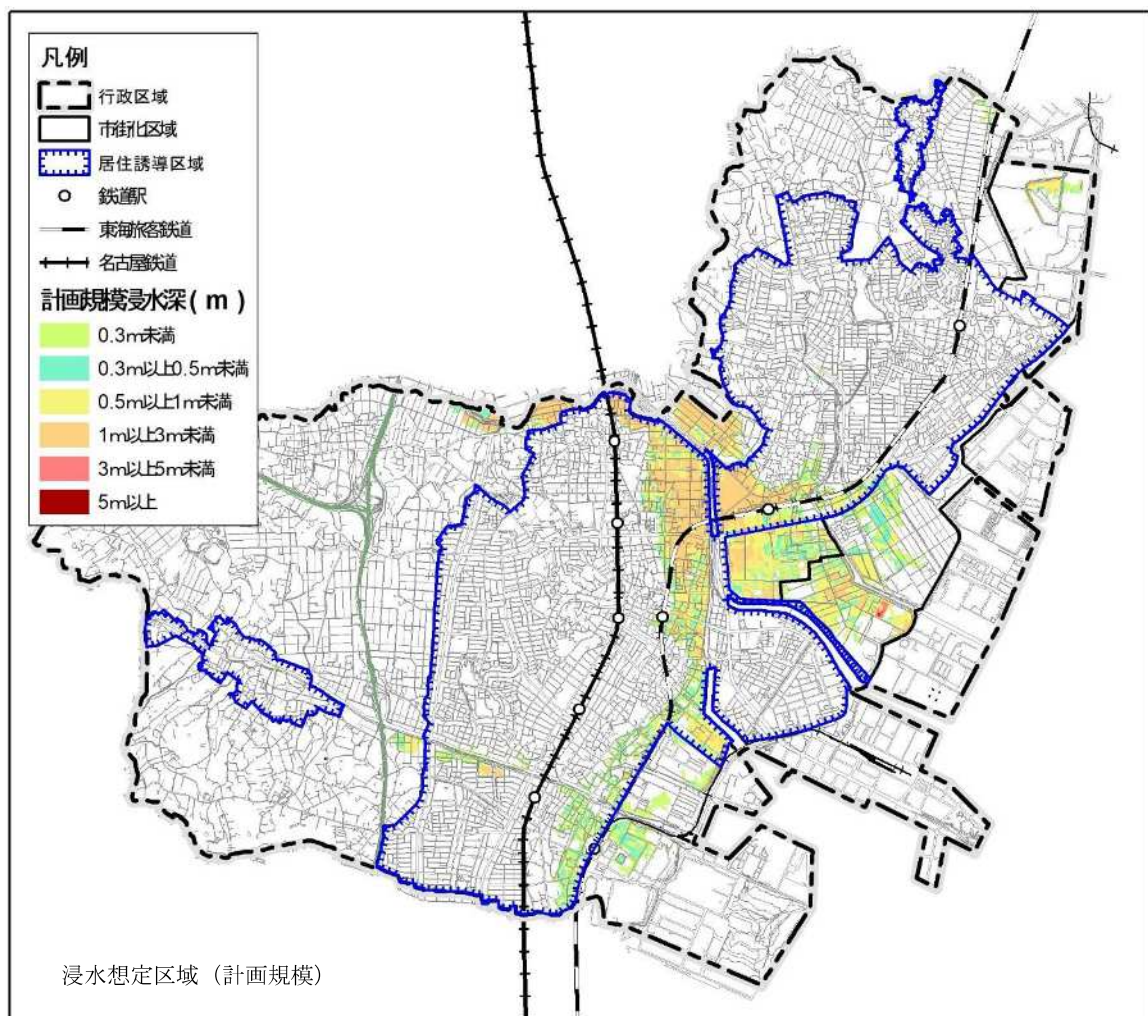 凡例
行政区域
市街化区域
居住誘導区域
鉄道駅
東海旅客鉄道
名古屋鉄道
計画規模浸水深(m)
0.3m未満
0.3m以上0.5m未満
0.5m以上1m未満
1m以上3m未満
3m以上5m未満
5m以上
浸水想定区域（計画規模）